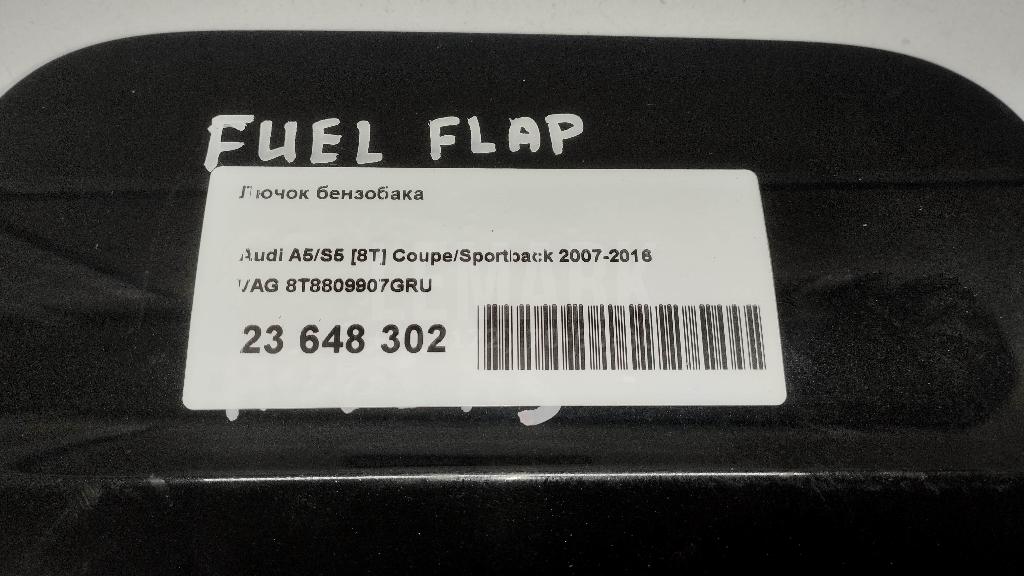 FUEL FLAP
Лючок бензобака
Audi A5/S5 [8T] Coupe/Sportback 2007-2016
VAG 8T8809907GRU
23 648 302